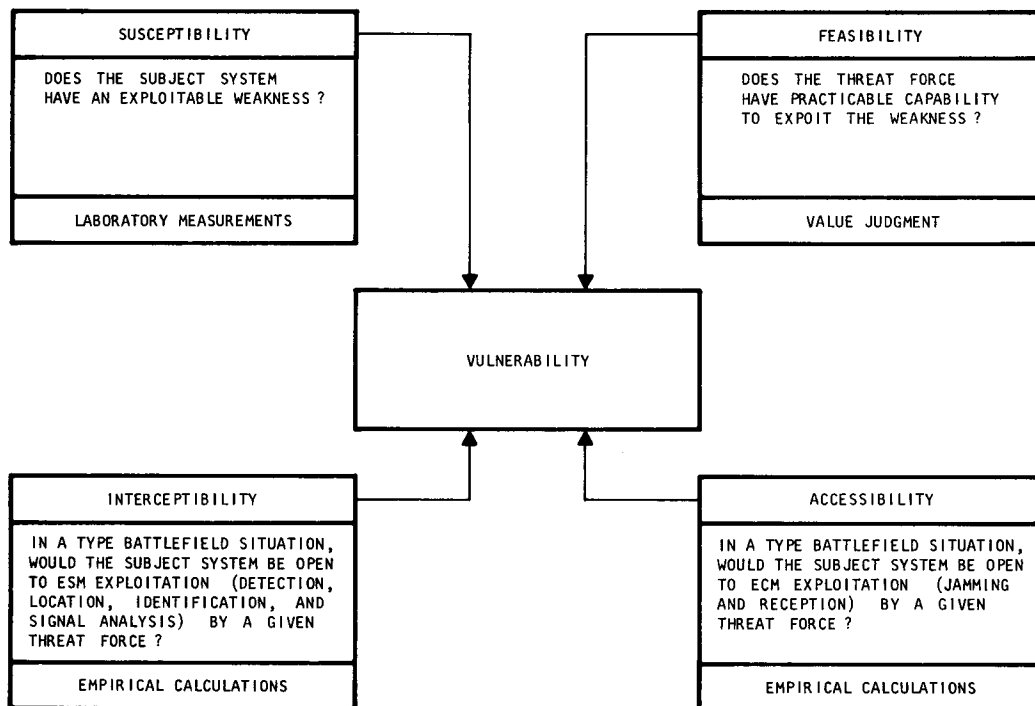 SUSCEPTIBILITY
DOES THE SUBJECT SYSTEM
HAVE AN EXPLOITABLE WEAKNESS?
LABORATORY MEASUREMENTS
FEASIBILITY
DOES THE THREAT FORCE
HAVE PRACTICABLE CAPABILITY
TO EXPOIT THE WEAKNESS?
VALUE JUDGMENT
VULNERABILITY
INTERCEPTIBILITY
IN A TYPE BATTLEFIELD SITUATION,
WOULD THE SUBJECT SYSTEM BE OPEN
TO ESM EXPLOITATION (DETECTION,
LOCATION, IDENTIFICATION, AND
SIGNAL ANALYSIS) BY A GIVEN
THREAT FORCE?
EMPIRICAL CALCULATIONS
ACCESSIBILITY
IN A TYPE BATTLEFIELD SITUATION,
WOULD THE SUBJECT SYSTEM BE OPEN
TO ECM EXPLOITATION (JAMMING
AND RECEPTION) BY A GIVEN
THREAT FORCE?
EMPIRICAL CALCULATIONS